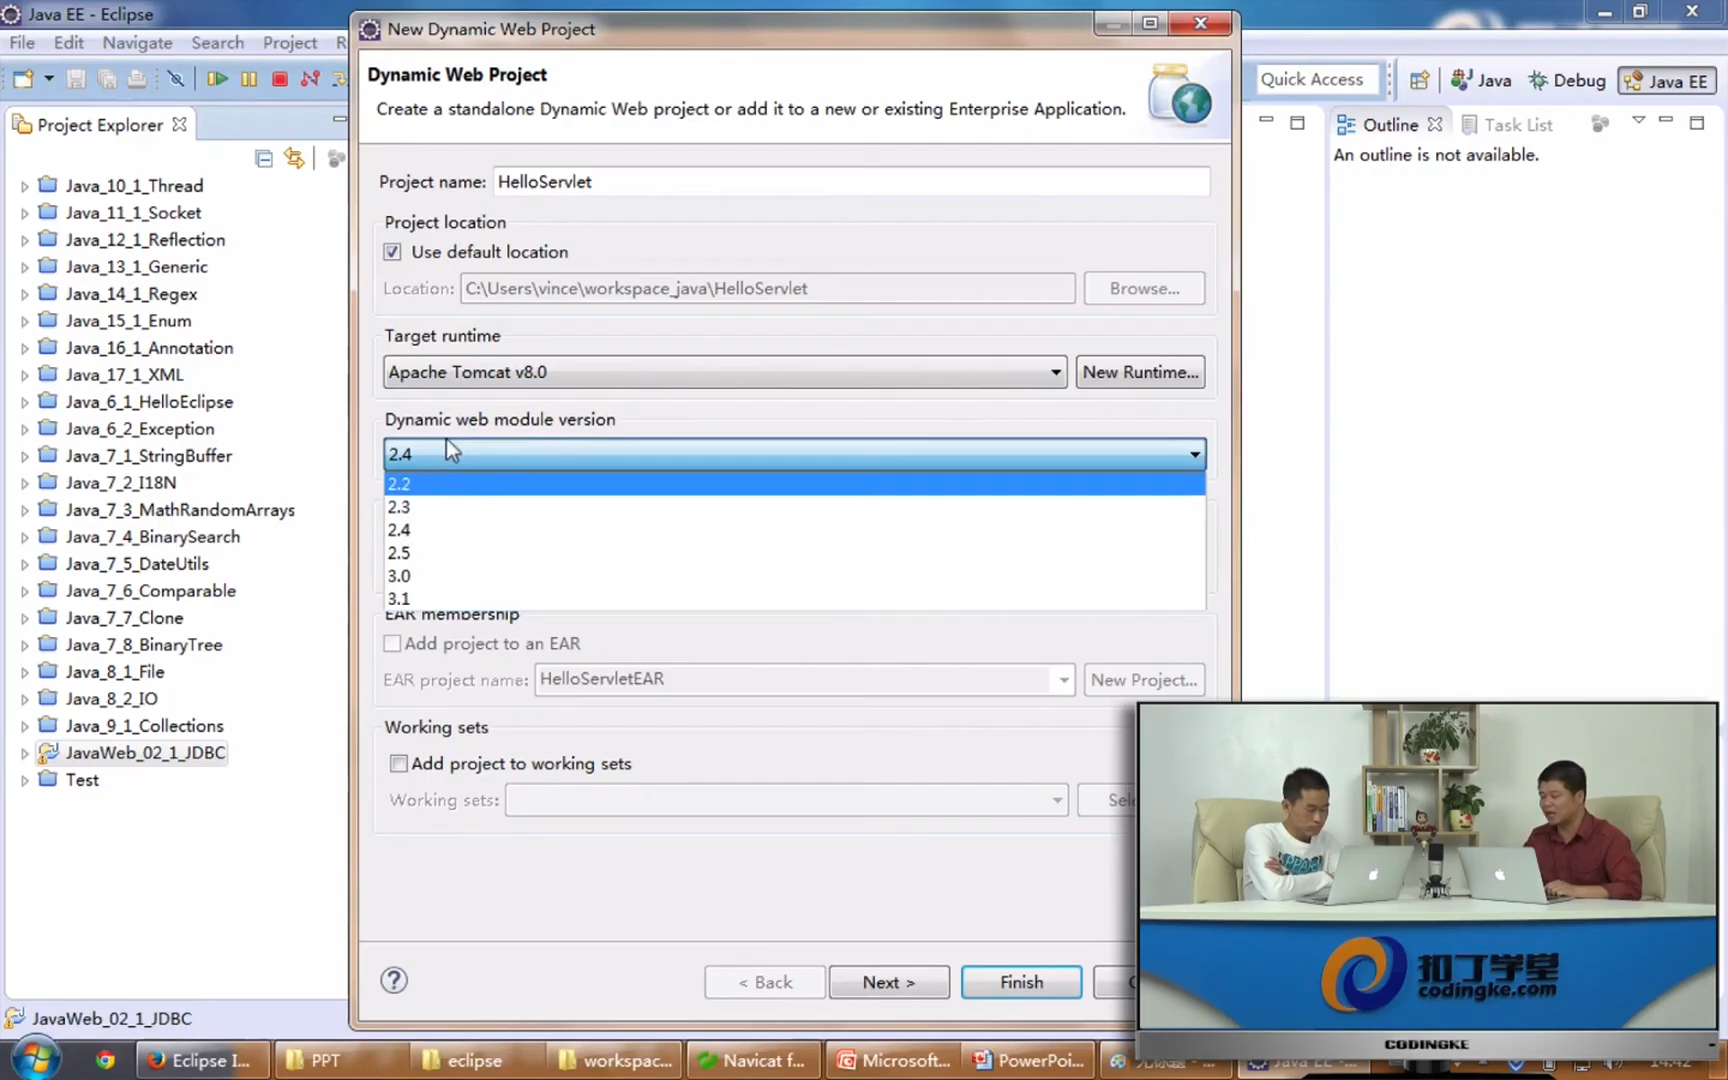 Java EE - Eclipse
New Dynamic Web Project
File Edit Navigate Search Project R
Dynamic Web Project
Create a standalone Dynamic Web project or add it to a new or existing Enterprise Application.
Quick Access
Java
Debug
Java EE
Project Explorer
Outline
Task List
An outline is not available.
Java_10_1_Thread
Java_11_1_Socket
Java_12_1_Reflection
Java_13_1_Generic
Java_14_1_Regex
Java_15_1_Enum
Java_16_1_Annotation
Java_17_1_XML
Java_6_1_HelloEclipse
Java_6_2_Exception
Java_7_1_StringBuffer
Java_7_2_I18N
Java_7_3_MathRandomArrays
Java_7_4_BinarySearch
Java_7_5_DateUtils
Java_7_6_Comparable
Java_7_7_Clone
Java_7_8_BinaryTree
Java_8_1_File
Java_8_2_IO
Java_9_1_Collections
JavaWeb_02_1_JDBC
Test
Project name: HelloServlet
Project location
Use default location
Location: C:\Users\vince\workspace_java\HelloServlet
Browse...
Target runtime
Apache Tomcat v8.0
New Runtime...
Dynamic web module version
2.4
2.2
2.3
2.4
2.5
3.0
3.1
EAR membership
Add project to an EAR
EAR project name: HelloServletEAR
New Project...
Working sets
Add project to working sets
Working sets:
Sele
?
< Back
Next >
Finish
扣丁学堂
codingke.com
CODINGKE
JavaWeb_02_1_JDBC
Eclipse I...
PPT
eclipse
workspac...
Navicat f...
Microsoft...
PowerPoi...
Java EE - ...
14:42